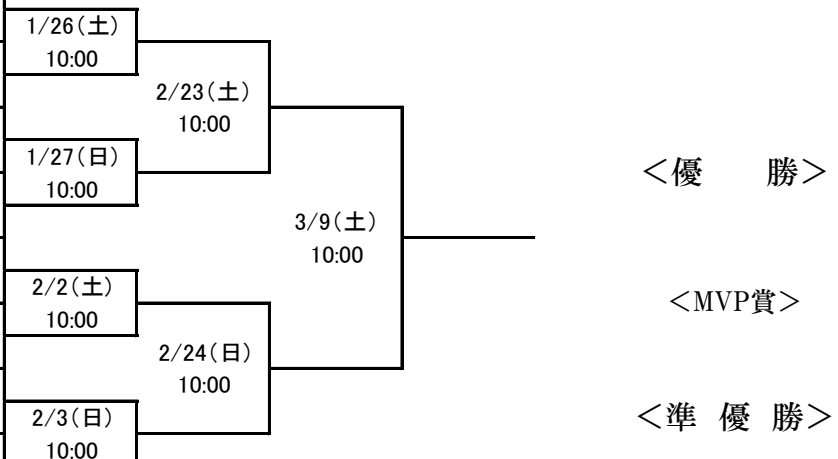 1/26(土)
10:00
2/23(土)
10:00
1/27(日)
10:00
3/9(土)
10:00
2/2(土)
10:00
2/24(日)
10:00
2/3(日)
10:00
＜優　　勝＞
＜MVP賞＞
＜準 優 勝＞